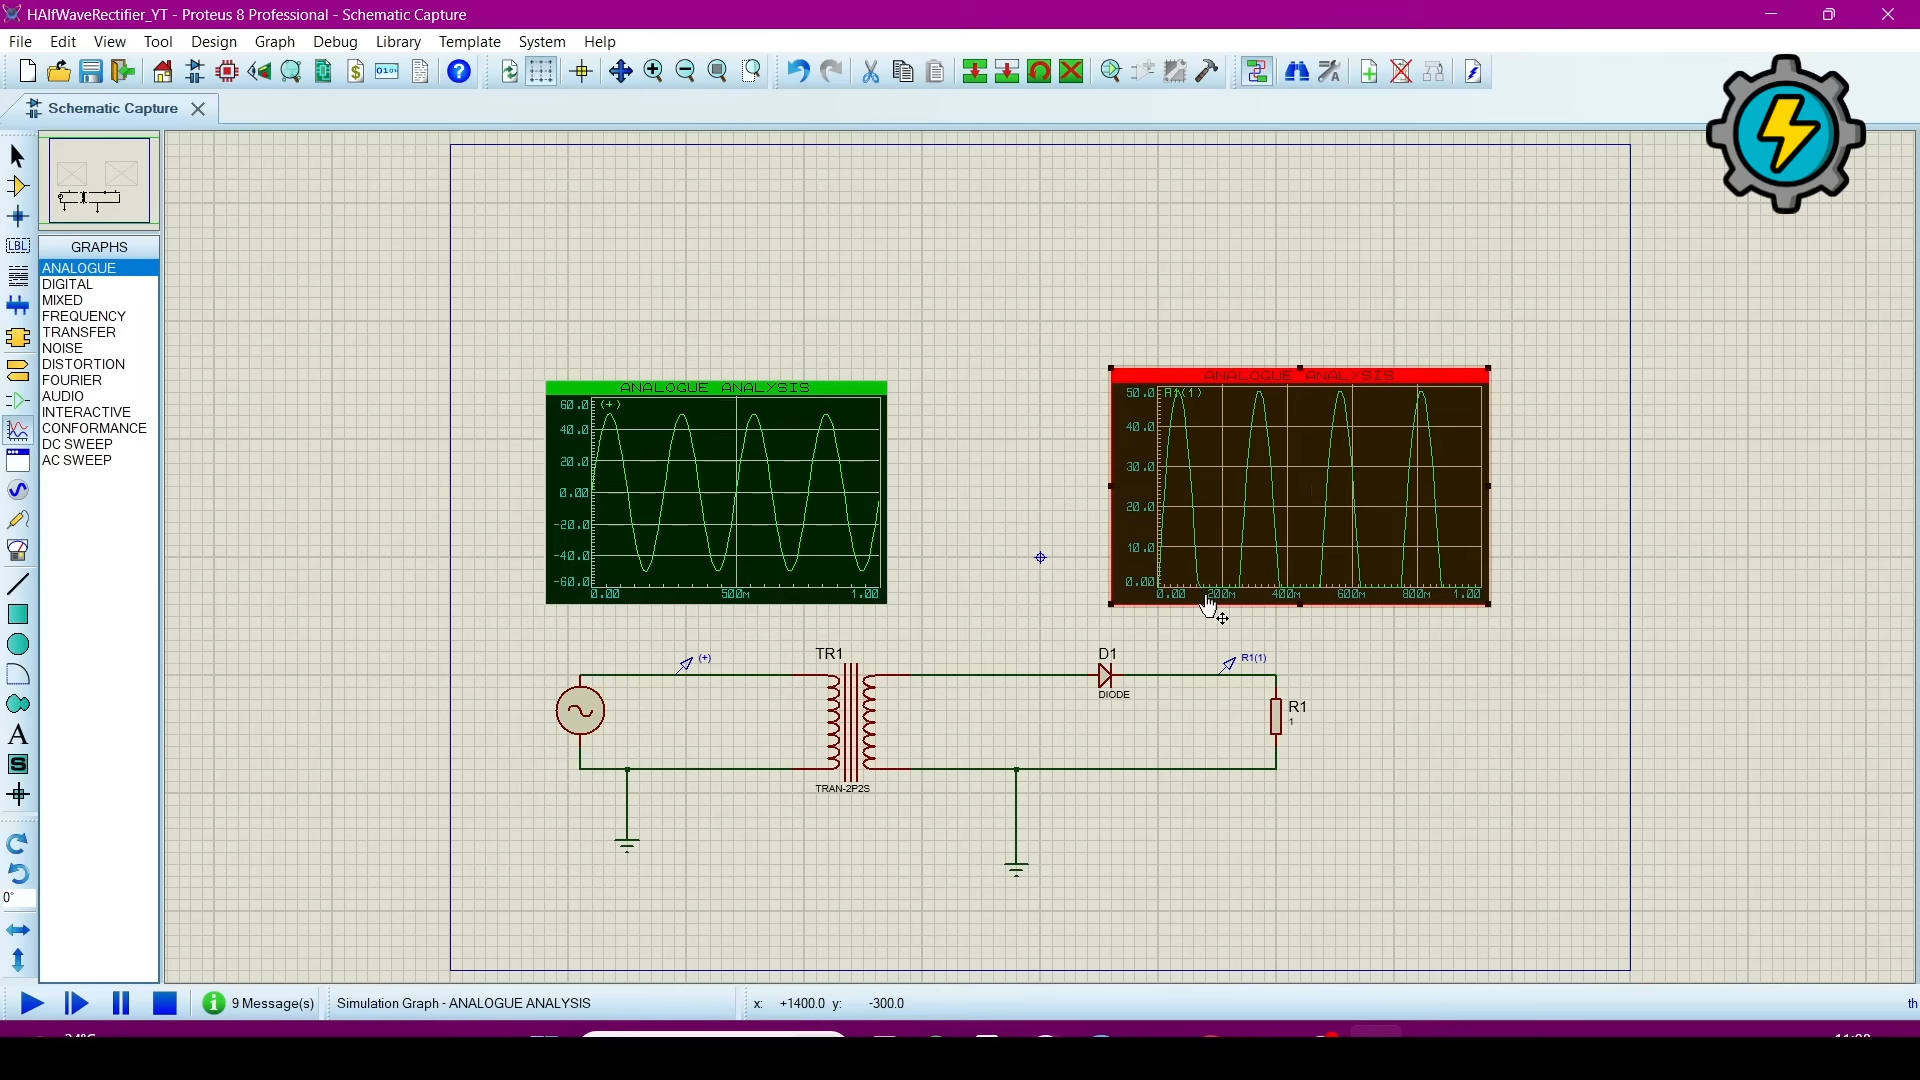 HAlfWaveRectifier_YT - Proteus 8 Professional - Schematic Capture
File Edit View Tool Design Graph Debug Library Template System Help
Schematic Capture
GRAPHS
ANALOGUE
DIGITAL
MIXED
FREQUENCY
TRANSFER
NOISE
DISTORTION
FOURIER
AUDIO
INTERACTIVE
CONFORMANCE
DC SWEEP
AC SWEEP
LBL
A
S
0°
ANALOGUE ANALYSIS
60.0 (+)
40.0
20.0
0.00
-20.0
-40.0
-60.0
0.00 500m 1.00
ANALOGUE ANALYSIS
50.0 R1(1)
40.0
30.0
20.0
10.0
0.00
0.00 200m 400m 600m 800m 1.00
(+)
TR1
TRAN-2P2S
D1
DIODE
R1(1)
R1
1
9 Message(s) Simulation Graph - ANALOGUE ANALYSIS x: +1400.0 y: -300.0 th